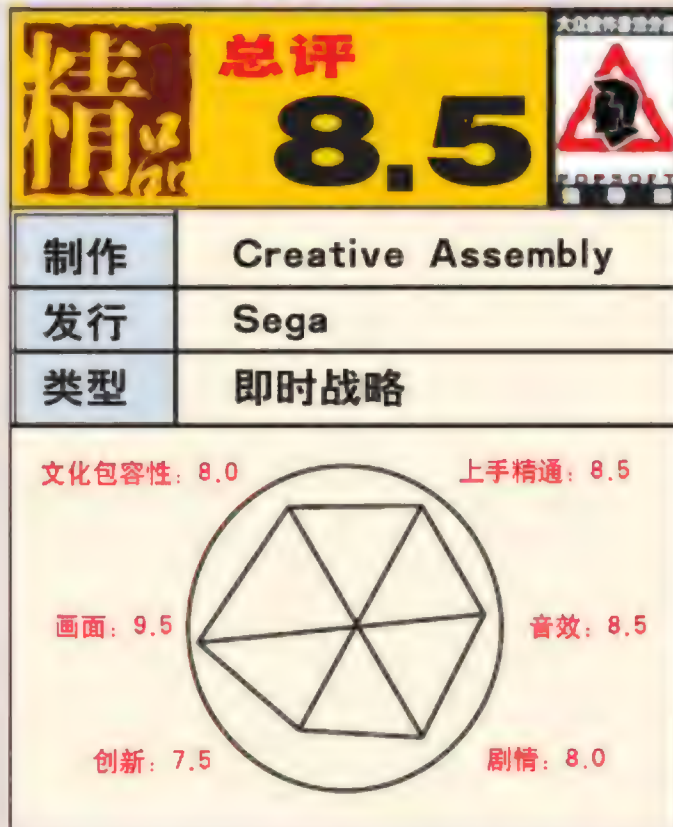 精品
总评
8.5
POPSOFT
制作 Creative Assembly
发行 Sega
类型 即时战略
文化包容性：8.0 上手精通：8.5
画面：9.5 音效：8.5
创新：7.5 剧情：8.0